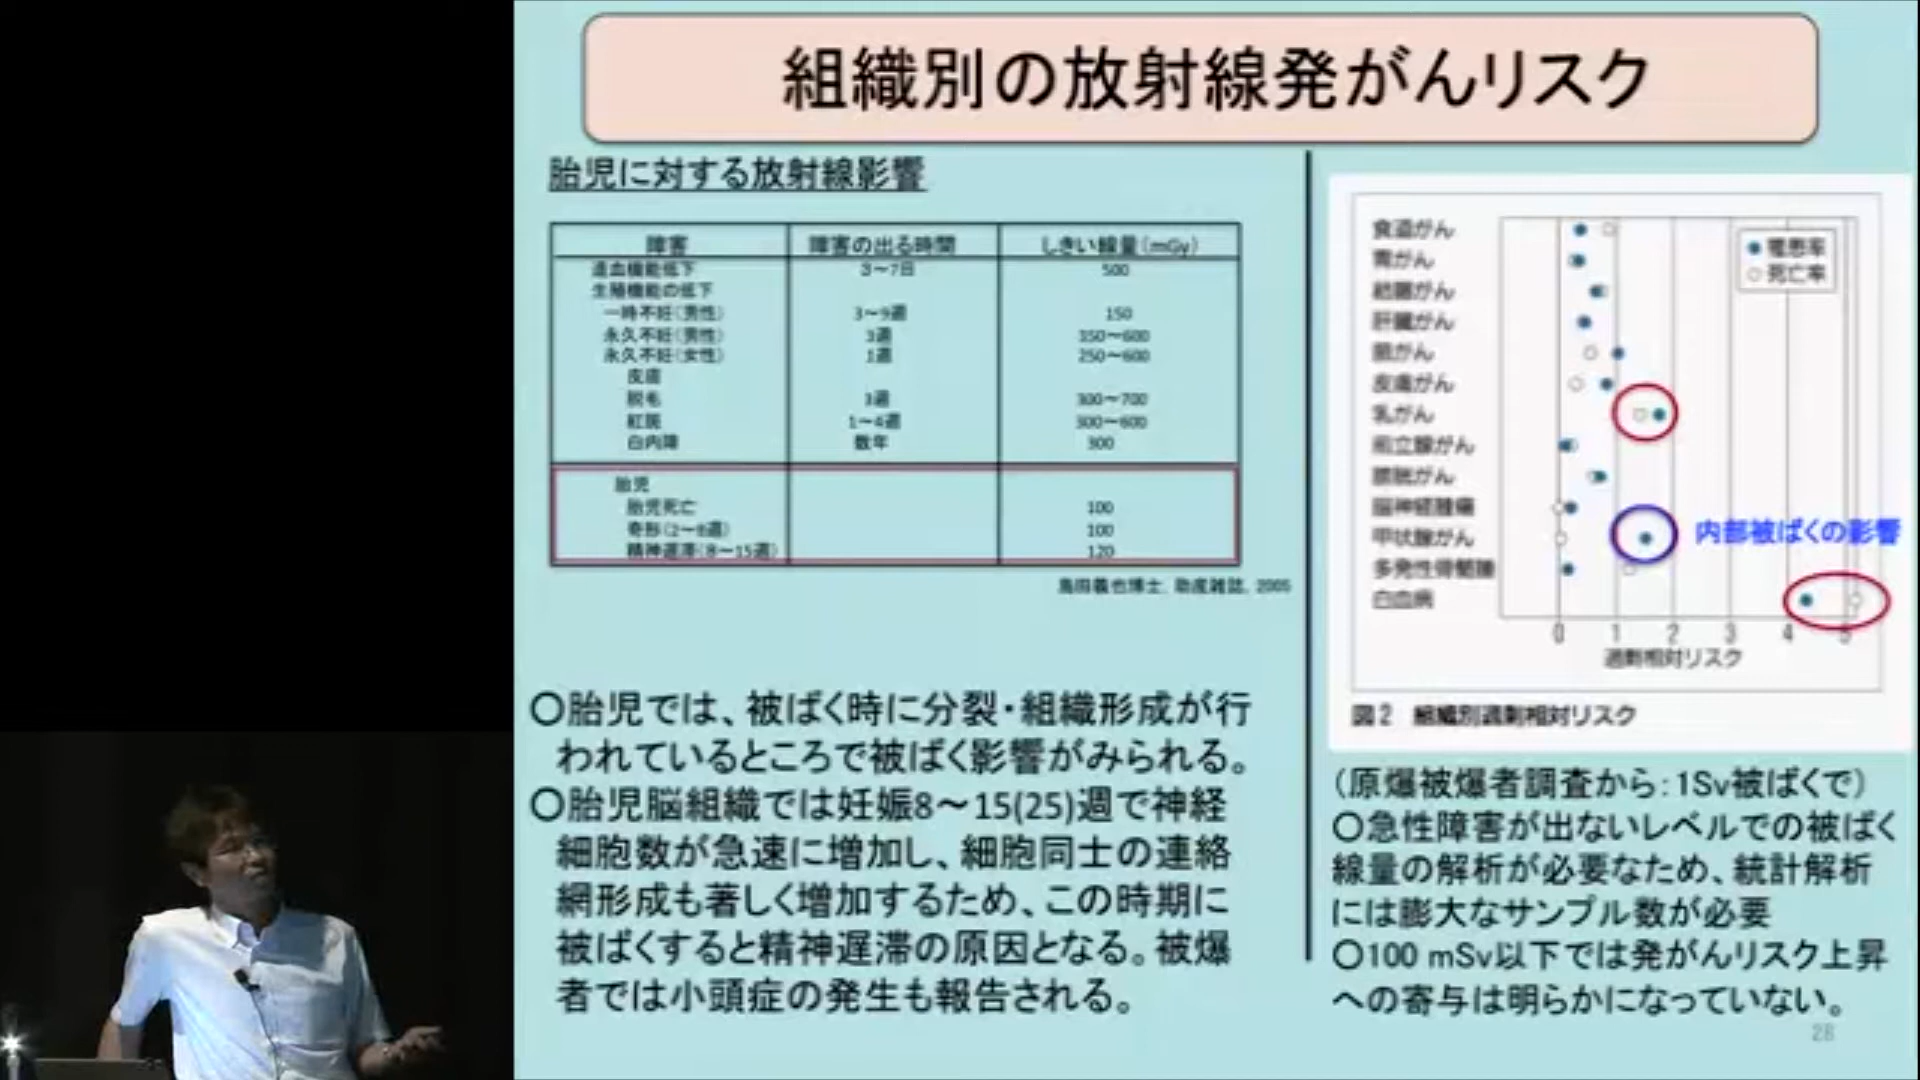 組織別の放射線発がんリスク
胎児に対する放射線影響
障害 障害の出る時間 しきい線量(mGy)
造血機能低下 3～7日 500
生殖機能の低下
一時不妊(男性) 3～9週 150
永久不妊(男性) 3週 350～600
永久不妊(女性) 1週 250～600
皮膚
脱毛 3週 300～700
紅斑 1～4週 300～600
白内障 数年 300
胎児
胎児死亡 100
奇形(2～8週) 100
精神遅滞(8～15週) 120
島田義也博士, 助産雑誌, 2005
〇胎児では、被ばく時に分裂・組織形成が行
われているところで被ばく影響がみられる。
〇胎児脳組織では妊娠8～15(25)週で神経
細胞数が急速に増加し、細胞同士の連絡
網形成も著しく増加するため、この時期に
被ばくすると精神遅滞の原因となる。被爆
者では小頭症の発生も報告される。
食道がん
胃がん
結腸がん
肝臓がん
肺がん
皮膚がん
乳がん
前立腺がん
膀胱がん
脳神経腫瘍
甲状腺がん
多発性骨髄腫
白血病
罹患率
死亡率
内部被ばくの影響
0 1 2 3 4 5
過剰相対リスク
図2 組織別過剰相対リスク
(原爆被爆者調査から:1Sv被ばくで)
〇急性障害が出ないレベルでの被ばく
線量の解析が必要なため、統計解析
には膨大なサンプル数が必要
〇100 mSv以下では発がんリスク上昇
への寄与は明らかになっていない。
28